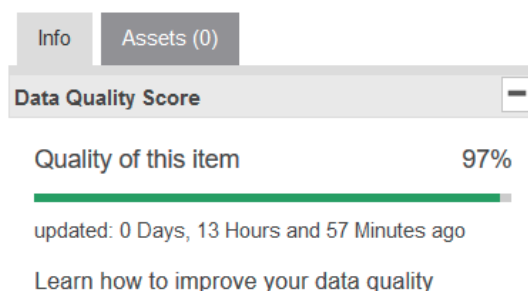 Info Assets (0)
Data Quality Score
Quality of this item 97%
updated: 0 Days, 13 Hours and 57 Minutes ago
Learn how to improve your data quality